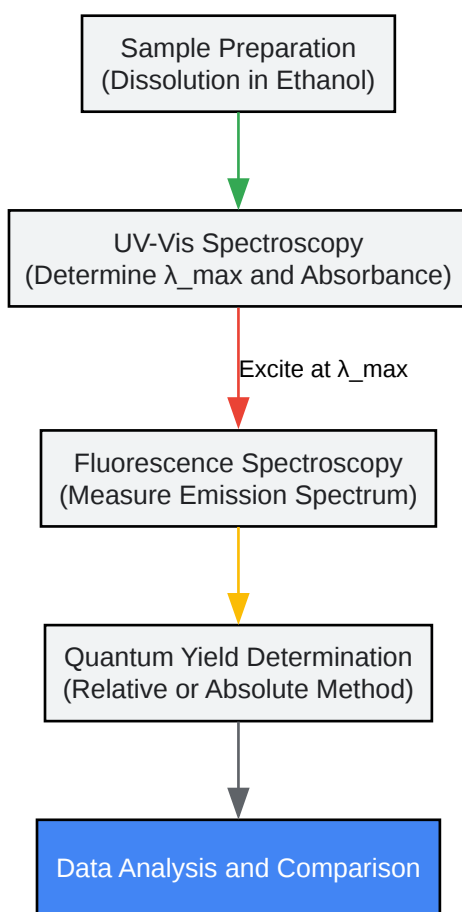 Sample Preparation
(Dissolution in Ethanol)
UV-Vis Spectroscopy
(Determine λ_max and Absorbance)
Excite at λ_max
Fluorescence Spectroscopy
(Measure Emission Spectrum)
Quantum Yield Determination
(Relative or Absolute Method)
Data Analysis and Comparison